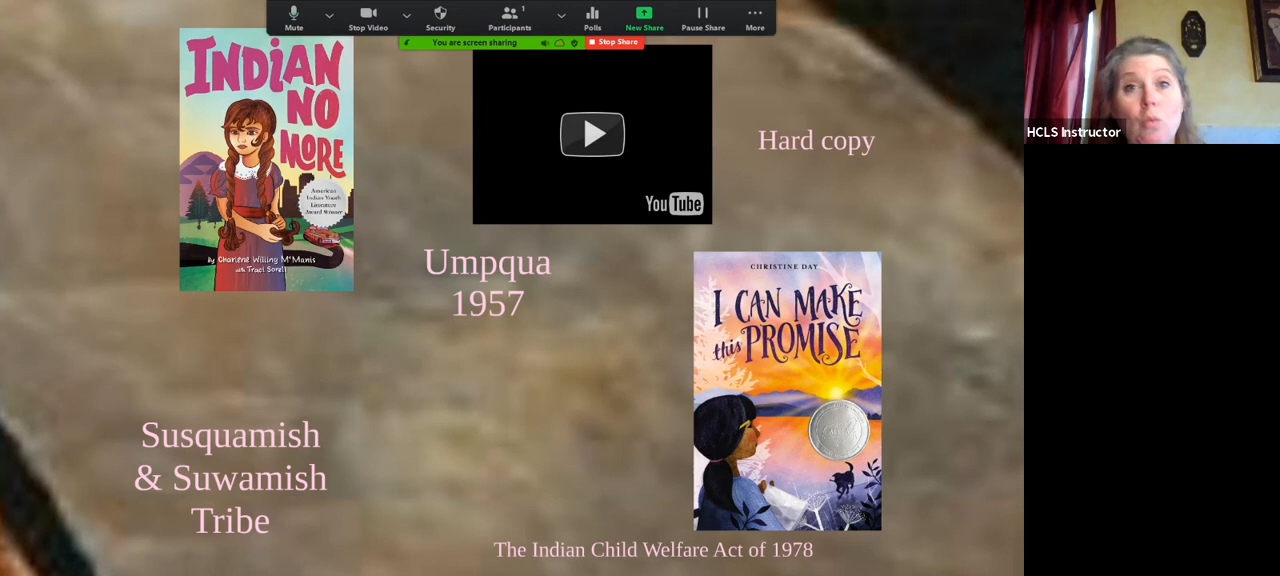 Mute
Stop Video
Security
Participants
1
Polls
New Share
Pause Share
More
You are screen sharing
Stop Share
HCLS Instructor
INDIAN
NO
MORE
American
Indian Youth
Literature
Award Winner
By Charlene Willing McManis
with Traci Sorell
YouTube
Hard copy
Umpqua
1957
CHRISTINE DAY
I CAN MAKE
this PROMISE
Susquamish
& Suwamish
Tribe
The Indian Child Welfare Act of 1978